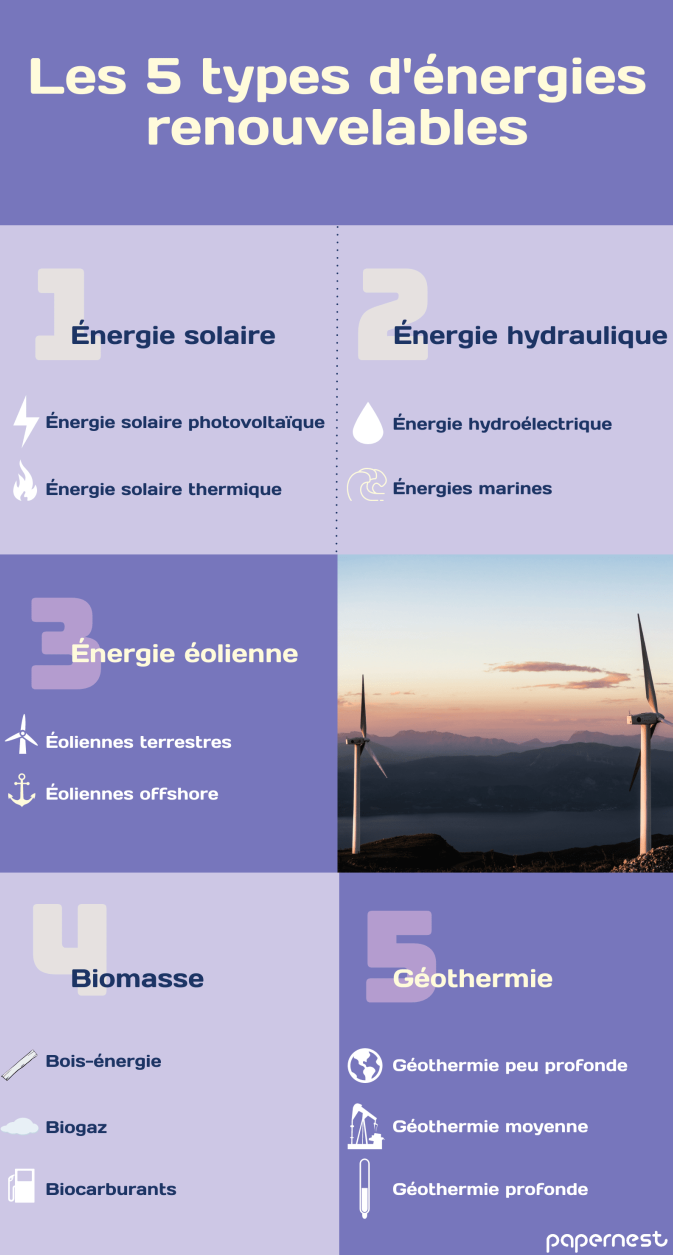 Les 5 types d'énergies
renouvelables
1
Énergie solaire
Énergie solaire photovoltaïque
Énergie solaire thermique
2
Énergie hydraulique
Énergie hydroélectrique
Énergies marines
3
Énergie éolienne
Éoliennes terrestres
Éoliennes offshore
4
Biomasse
Bois-énergie
Biogaz
Biocarburants
5
Géothermie
Géothermie peu profonde
Géothermie moyenne
Géothermie profonde
papernest